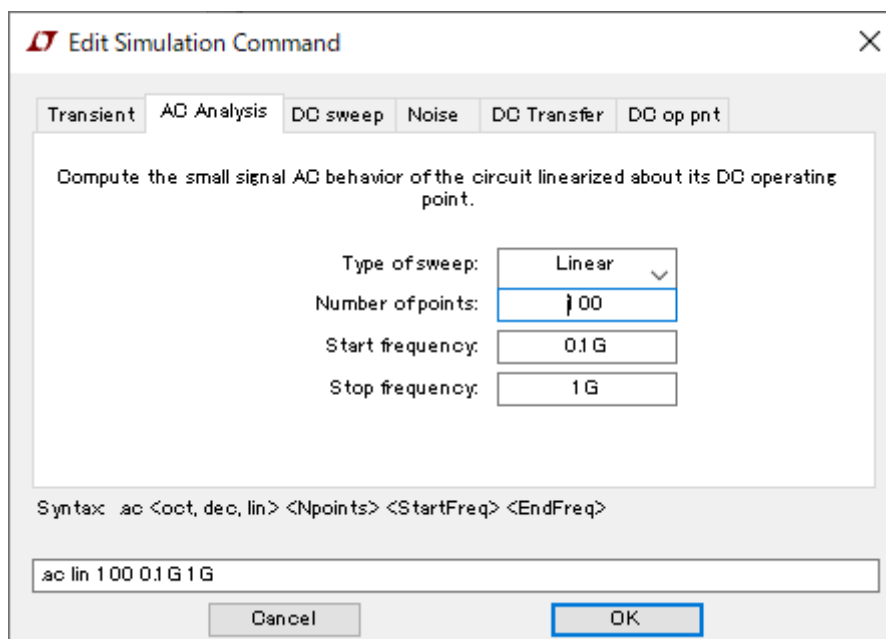 Edit Simulation Command
Transient AC Analysis DC sweep Noise DC Transfer DC op pnt
Compute the small signal AC behavior of the circuit linearized about its DC operating
point.
Type of sweep: Linear
Number of points: 100
Start frequency: 0.1G
Stop frequency: 1G
Syntax: .ac <oct, dec, lin> <Npoints> <StartFreq> <EndFreq>
.ac lin 100 0.1G 1G
Cancel OK